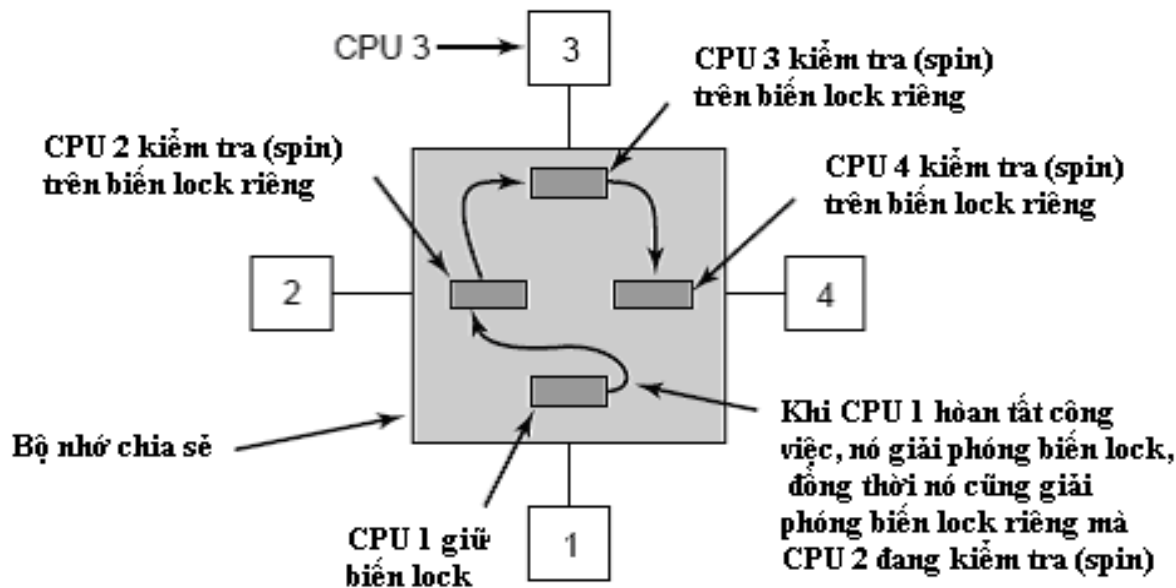 CPU 3
3
CPU 3 kiểm tra (spin)
trên biến lock riêng
CPU 2 kiểm tra (spin)
trên biến lock riêng
CPU 4 kiểm tra (spin)
trên biến lock riêng
2
4
Bộ nhớ chia sẻ
Khi CPU 1 hòan tất công
việc, nó giải phóng biến lock,
đồng thời nó cũng giải
phóng biến lock riêng mà
CPU 2 đang kiểm tra (spin)
CPU 1 giữ
biến lock
1